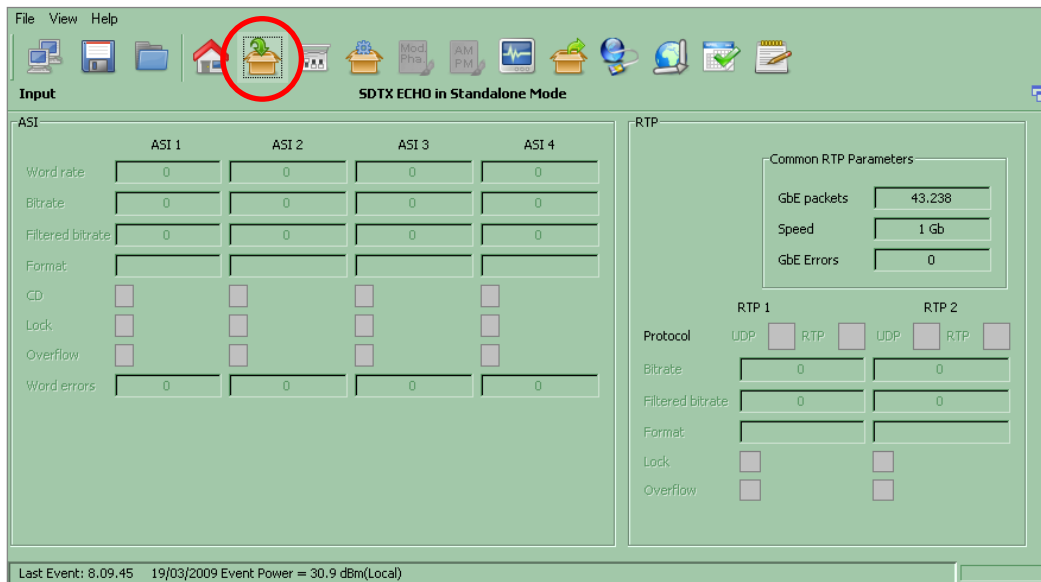 File View Help
Mod. Pha. AM PM
Input SDTX ECHO in Standalone Mode
ASI
ASI 1 ASI 2 ASI 3 ASI 4
Word rate 0 0 0 0
Bitrate 0 0 0 0
Filtered bitrate 0 0 0 0
Format
CD
Lock
Overflow
Word errors 0 0 0 0
RTP
Common RTP Parameters
GbE packets 43.238
Speed 1 Gb
GbE Errors 0
RTP 1 RTP 2
Protocol UDP RTP UDP RTP
Bitrate 0 0
Filtered bitrate 0 0
Format
Lock
Overflow
Last Event: 8.09.45 19/03/2009 Event Power = 30.9 dBm(Local)